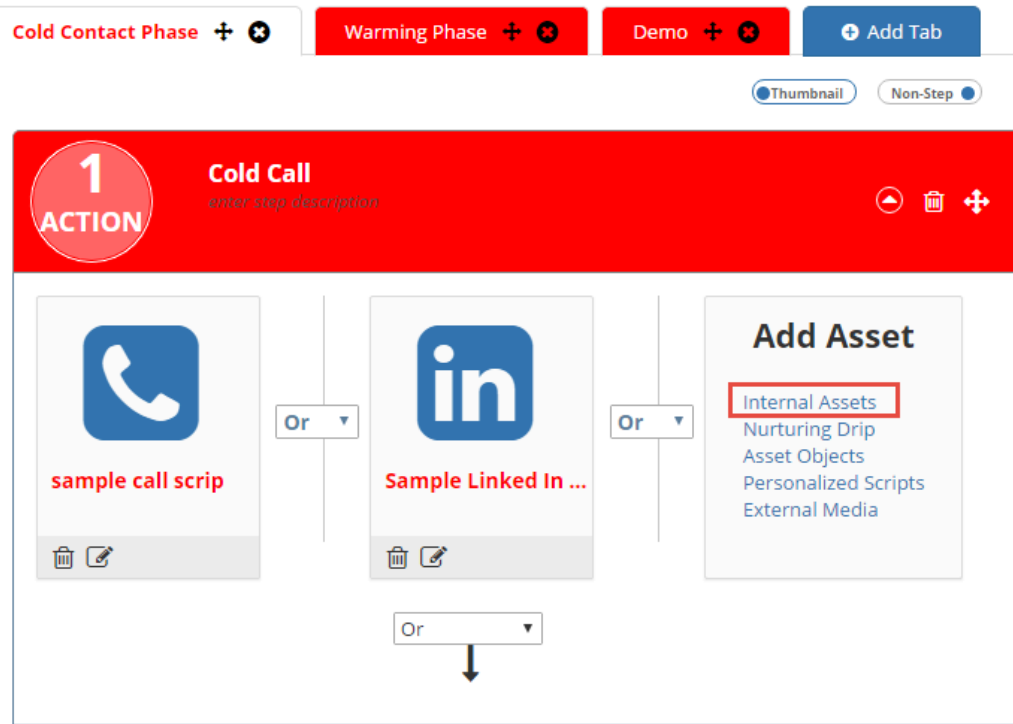 Cold Contact Phase
Warming Phase
Demo
Add Tab
Thumbnail
Non-Step
1
ACTION
Cold Call
enter step description
in
Add Asset
Internal Assets
Nurturing Drip
Asset Objects
Personalized Scripts
External Media
Or
Or
sample call scrip
Sample Linked In ...
Or